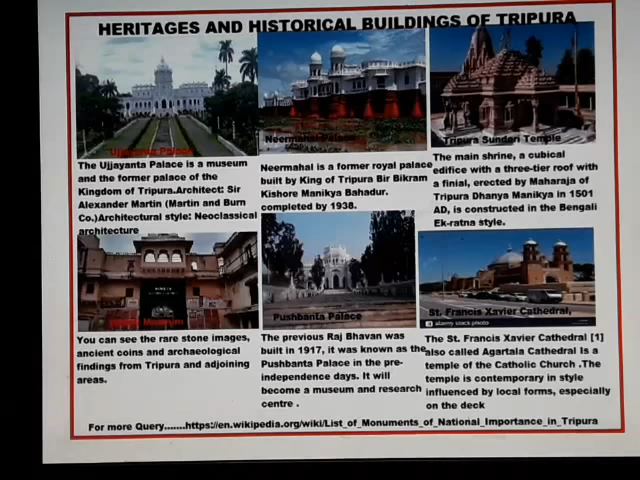 HERITAGES AND HISTORICAL BUILDINGS OF TRIPURA
Ujjayanta Palace
Neermahal Palace
Tripura Sundari Temple
The Ujjayanta Palace is a museum
and the former palace of the
Kingdom of Tripura.Architect: Sir
Alexander Martin (Martin and Burn
Co.)Architectural style: Neoclassical
architecture
Neermahal is a former royal palace
built by King of Tripura Bir Bikram
Kishore Manikya Bahadur.
completed by 1938.
The main shrine, a cubical
edifice with a three-tier roof with
a finial, erected by Maharaja of
Tripura Dhanya Manikya in 1501
AD, is constructed in the Bengali
Ek-ratna style.
Museum
Pushbanta Palace
St. Francis Xavier Cathedral,
alamy stock photo
You can see the rare stone images,
ancient coins and archaeological
findings from Tripura and adjoining
areas.
The previous Raj Bhavan was
built in 1917, it was known as the
Pushbanta Palace in the pre-
independence days. It will
become a museum and research
centre .
The St. Francis Xavier Cathedral [1]
also called Agartala Cathedral Is a
temple of the Catholic Church .The
temple is contemporary in style
influenced by local forms, especially
on the deck
For more Query.......https://en.wikipedia.org/wiki/List_of_Monuments_of_National_Importance_in_Tripura